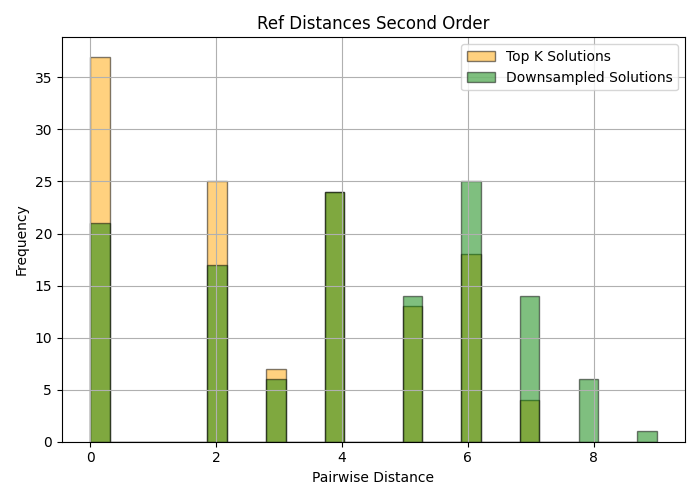 Ref Distances Second Order
Top K Solutions
Downsampled Solutions
Frequency
35
30
25
20
15
10
5
0
0 2 4 6 8
Pairwise Distance